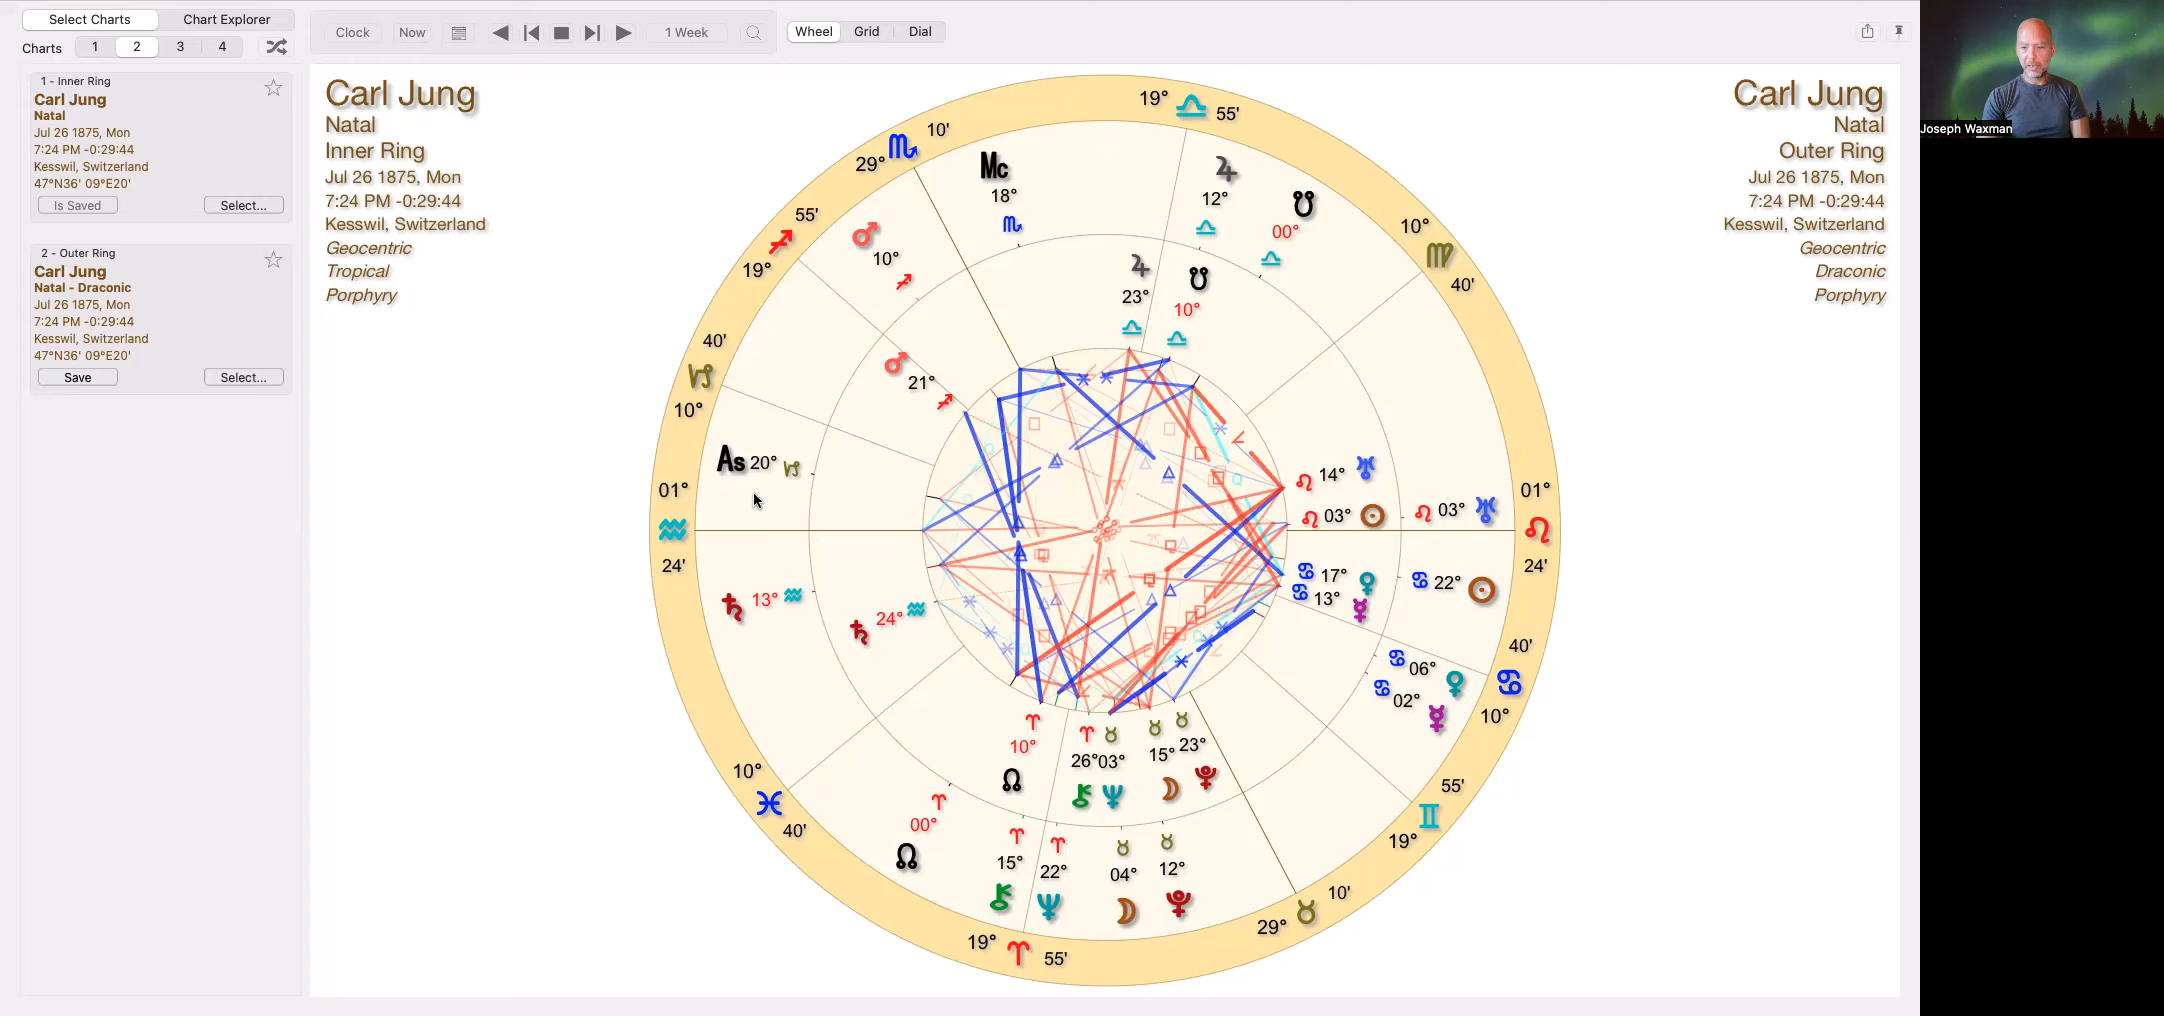 Select Charts
Chart Explorer
Charts
1
2
3
4
Clock
Now
1 Week
Wheel
Grid
Dial
1 - Inner Ring
Carl Jung
Natal
Jul 26 1875, Mon
7:24 PM -0:29:44
Kesswil, Switzerland
47°N36' 09°E20'
Is Saved
Select...
2 - Outer Ring
Carl Jung
Natal - Draconic
Jul 26 1875, Mon
7:24 PM -0:29:44
Kesswil, Switzerland
47°N36' 09°E20'
Save
Select...
Carl Jung
Natal
Inner Ring
Jul 26 1875, Mon
7:24 PM -0:29:44
Kesswil, Switzerland
Geocentric
Tropical
Porphyry
Carl Jung
Natal
Outer Ring
Jul 26 1875, Mon
7:24 PM -0:29:44
Kesswil, Switzerland
Geocentric
Draconic
Porphyry
Joseph Waxman
19° ♎ 55'
29° ♏ 10'
55' ♐ 19°
40' ♑ 10°
01° ♒ 24'
10° ♓ 40'
19° ♈ 55'
29° ♉ 10'
55' ♊ 19°
40' ♋ 10°
01° ♌ 24'
10° ♍ 40'
Mc 18° ♏
♃ 12° ♎
☋ 00° ♎
♂ 10° ♐
As 20° ♑
♄ 13° ♒
☊ 00° ♈
⚷ 15° ♈
♆ 22° ♈
☽ 04° ♉
♇ 12° ♉
☿ 02° ♋
♀ 06° ♋
☉ 22° ♋
♅ 03° ♌
♃ 23° ♎
☋ 10° ♎
♂ 21° ♐
♄ 24° ♒
☊ 10° ♈
⚷ 26° ♈
♆ 03° ♉
☽ 15° ♉
♇ 23° ♉
☿ 13° ♋
♀ 17° ♋
☉ 03° ♌
♅ 14° ♌